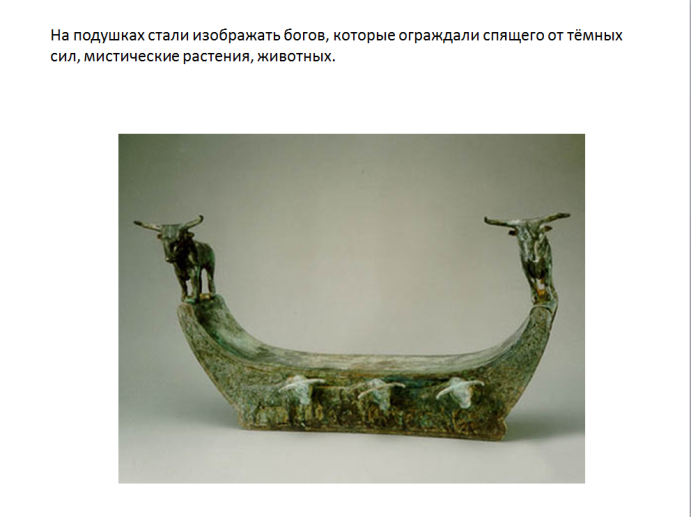 На подушках стали изображать богов, которые ограждали спящего от тёмных
сил, мистические растения, животных.